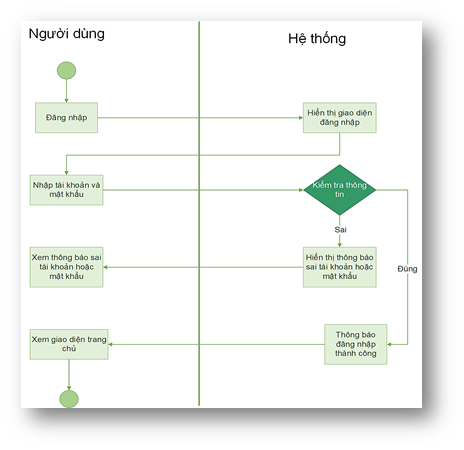 Người dùng
Hệ thống
Đăng nhập
Hiển thị giao diện
đăng nhập
Nhập tài khoản và
mật khẩu
Kiểm tra thông
tin
Sai
Đúng
Xem thông báo sai
tài khoản hoặc
mật khẩu
Hiển thị thông báo
sai tài khoản hoặc
mật khẩu
Xem giao diện trang
chủ
Thông báo
đăng nhập
thành công